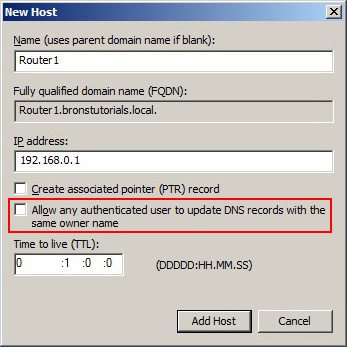 New Host
Name (uses parent domain name if blank):
Router1
Fully qualified domain name (FQDN):
Router1.bronstutorials.local.
IP address:
192.168.0.1
Create associated pointer (PTR) record
Allow any authenticated user to update DNS records with the
same owner name
Time to live (TTL):
0 :1 :0 :0 (DDDDD:HH.MM.SS)
Add Host Cancel